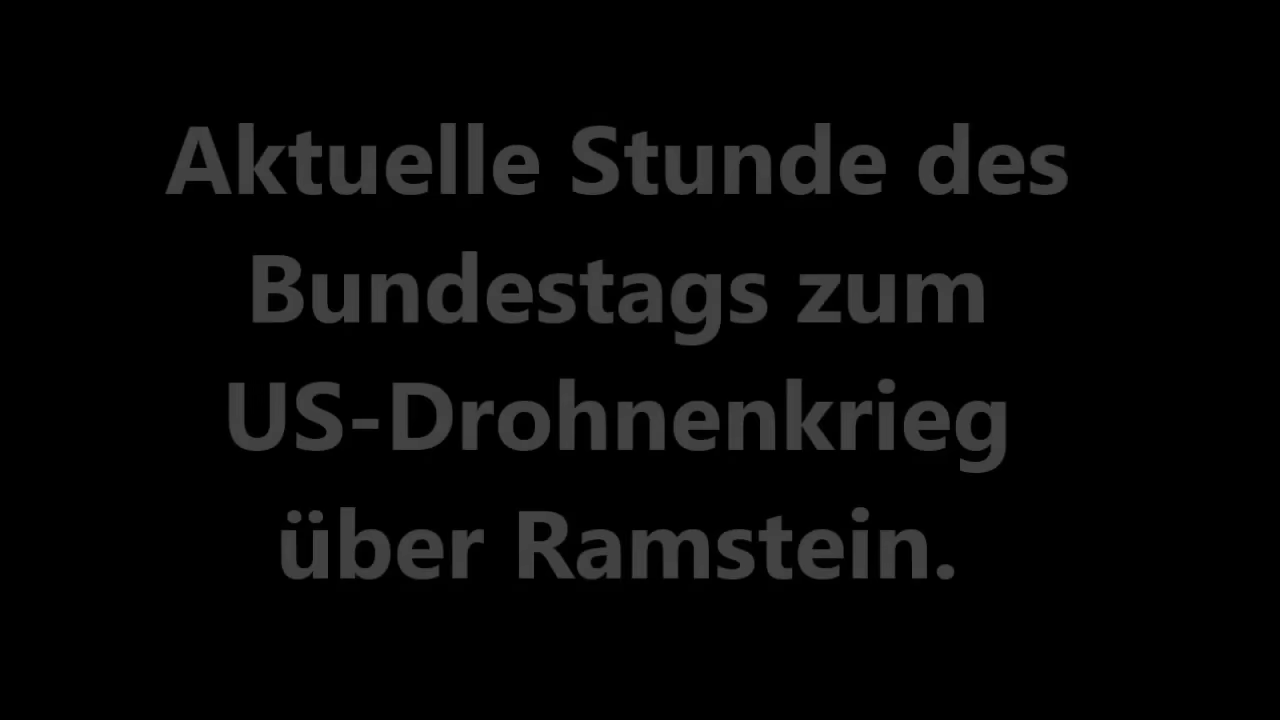 Aktuelle Stunde des
Bundestags zum
US-Drohnenkrieg
über Ramstein.